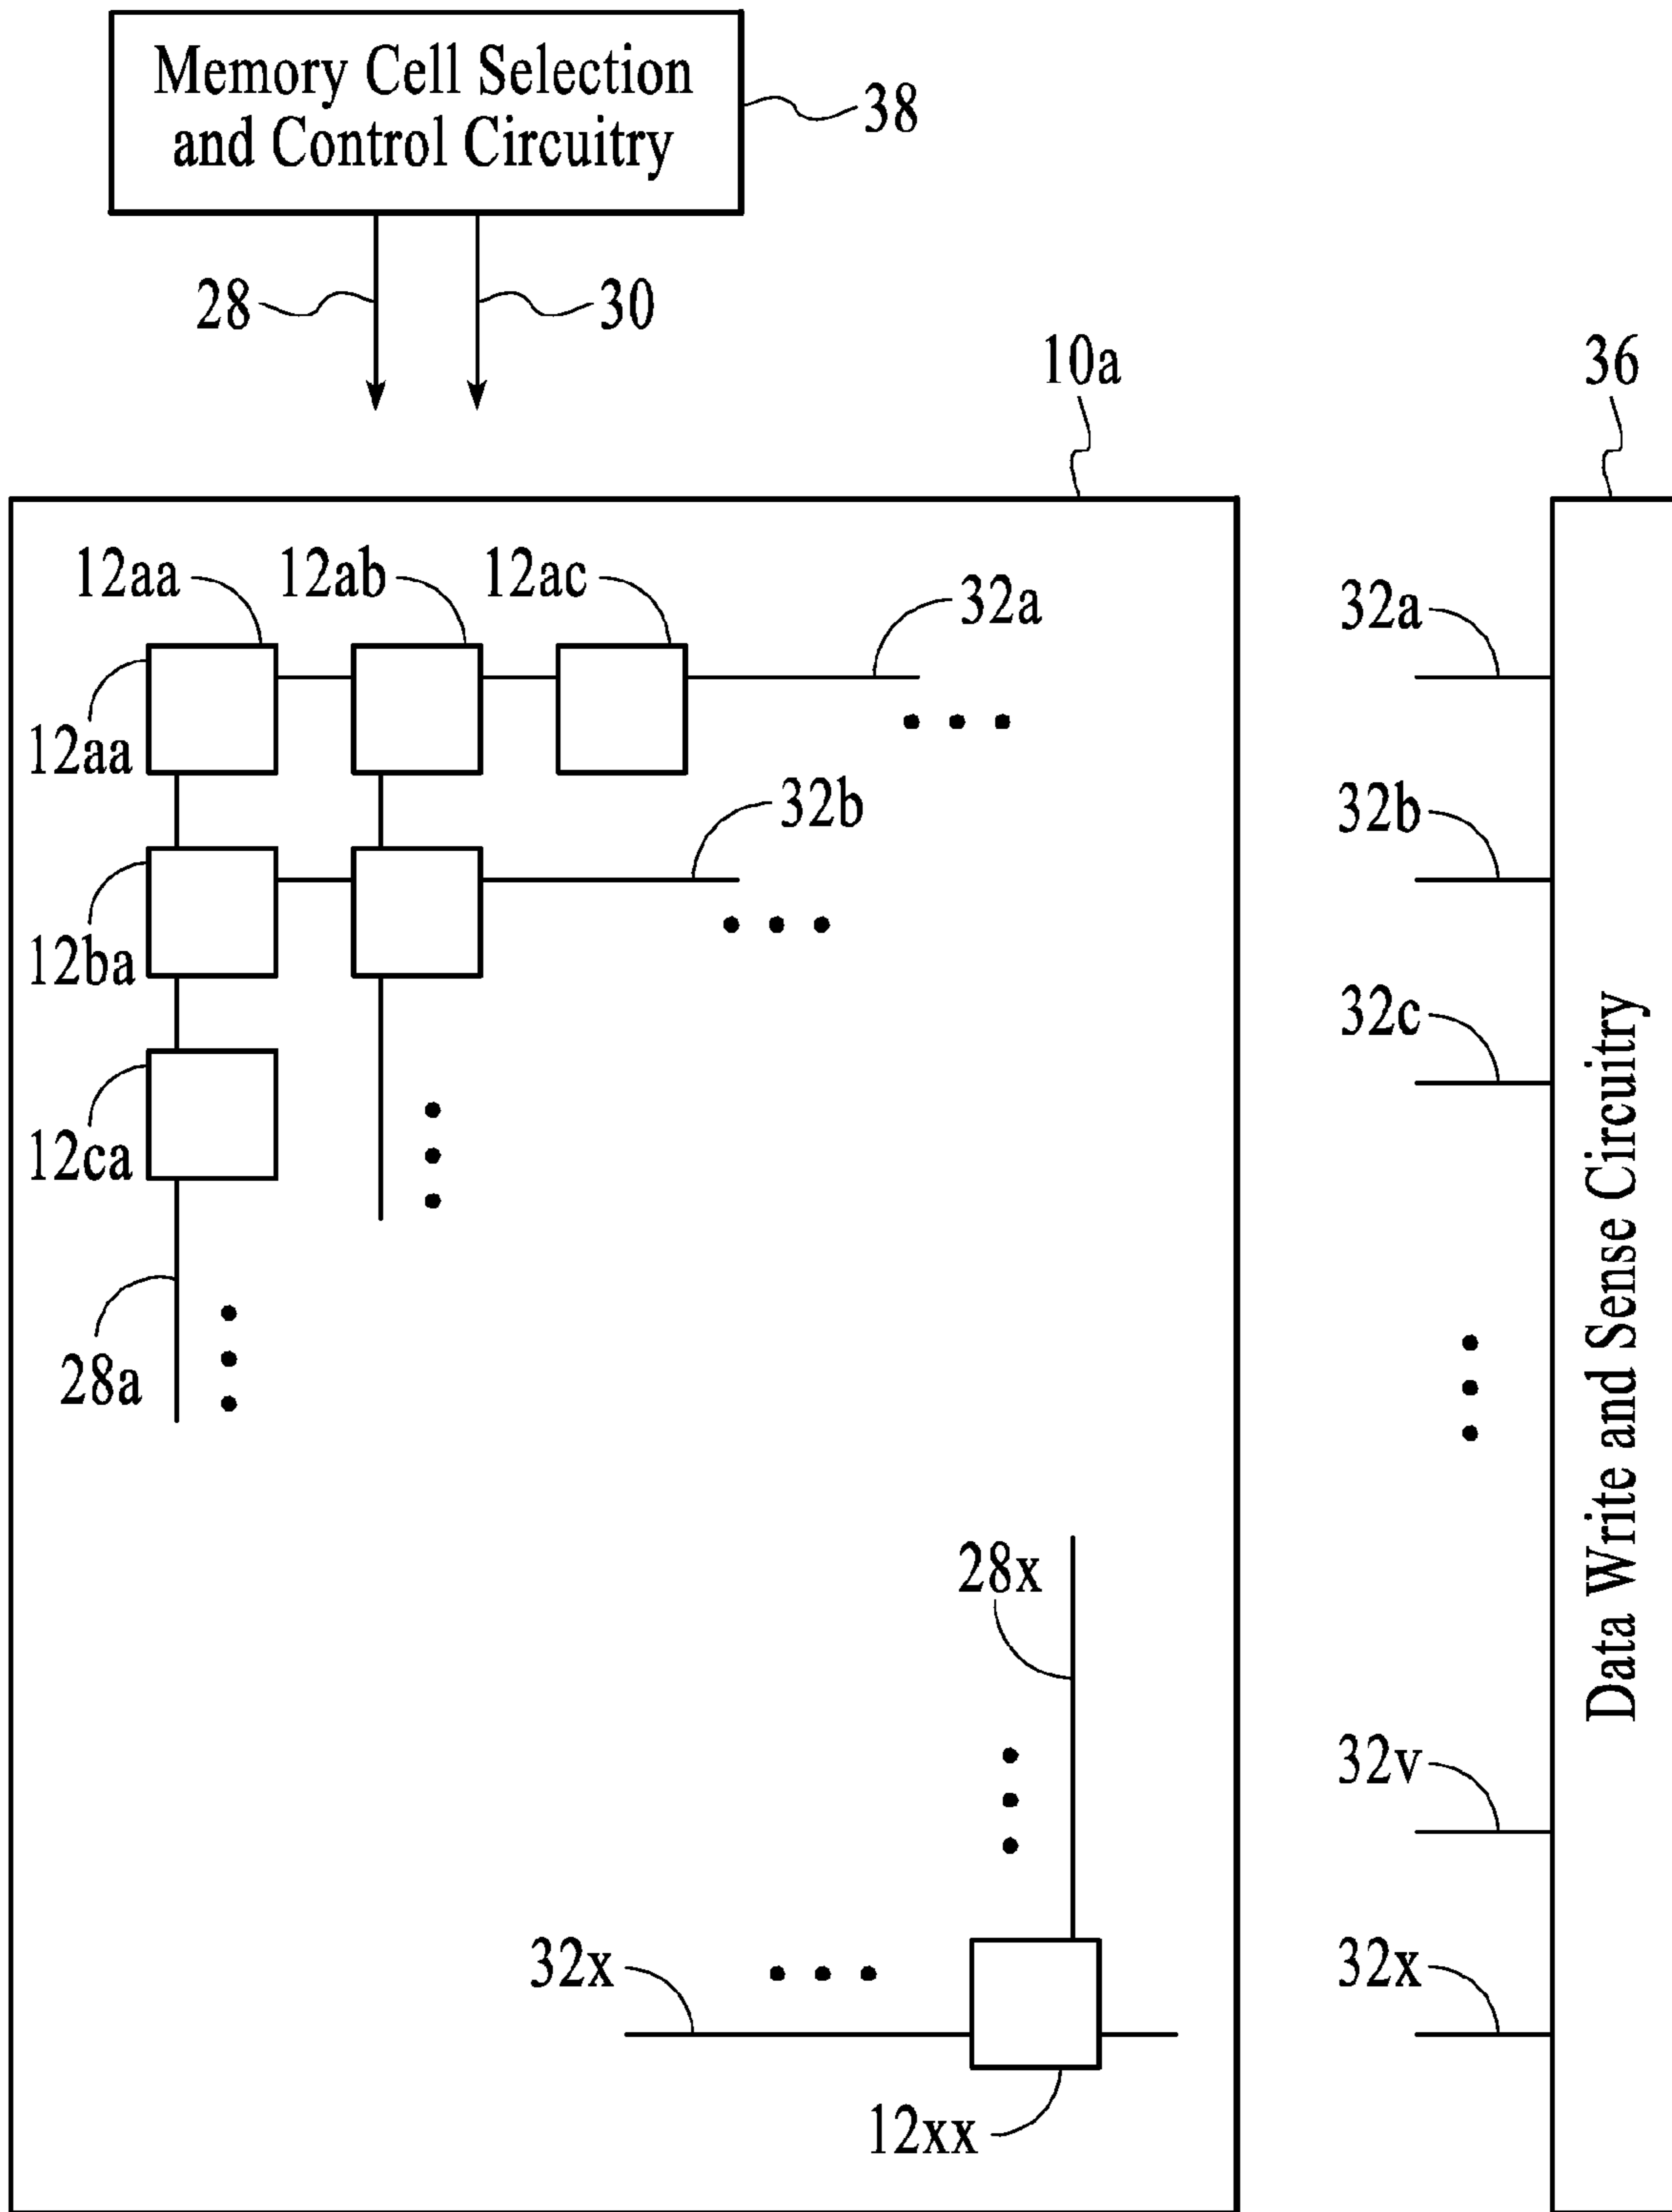 Memory Cell Selection
and Control Circuitry
38
28
30
10a
36
12aa
12ab
12ac
32a
32a
12aa
32b
32b
12ba
32c
12ca
28a
Data Write and Sense Circuitry
28x
32v
32x
32x
12xx